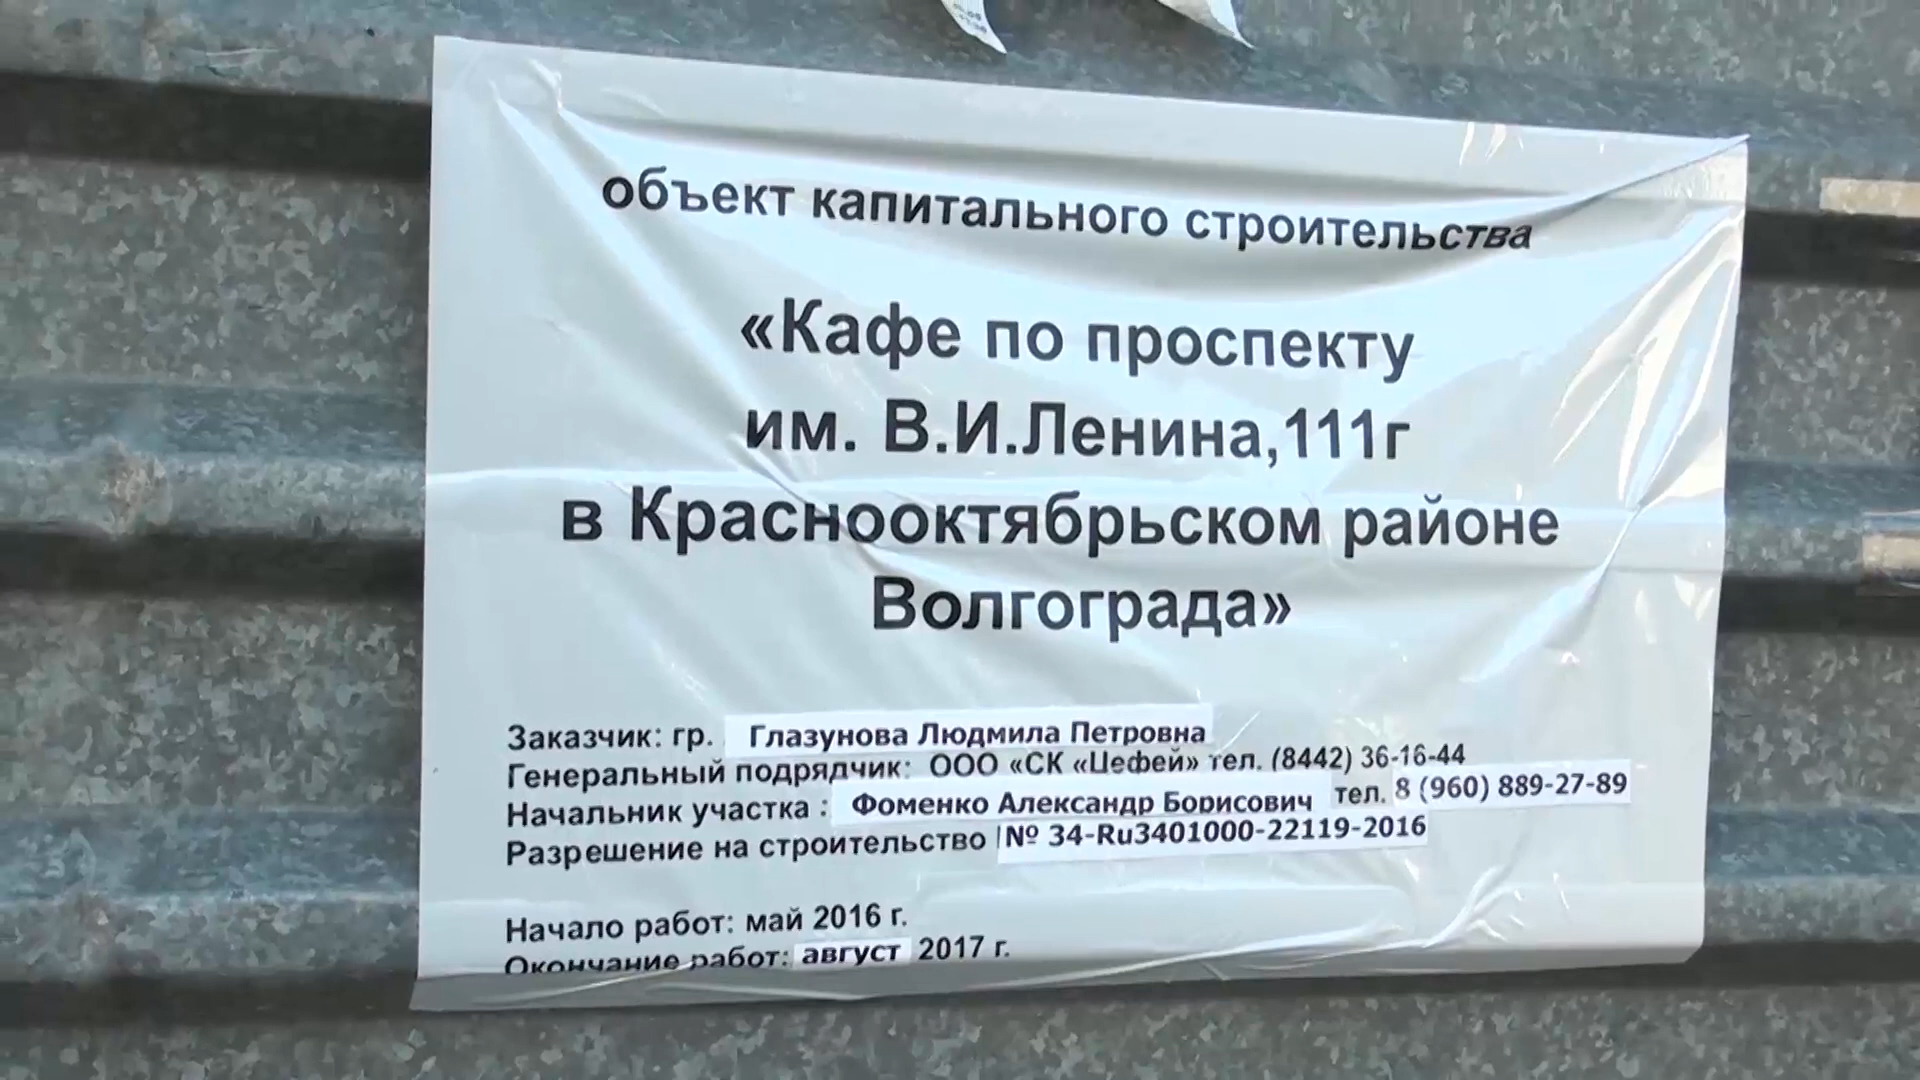 объект капитального строительства
«Кафе по проспекту
им. В.И.Ленина,111г
в Краснооктябрьском районе
Волгограда»
Заказчик: гр. Глазунова Людмила Петровна
Генеральный подрядчик: ООО «СК «Цефей» тел. (8442) 36-16-44
Начальник участка : Фоменко Александр Борисович тел. 8 (960) 889-27-89
Разрешение на строительство № 34-Ru3401000-22119-2016
Начало работ: май 2016 г.
Окончание работ: август 2017 г.